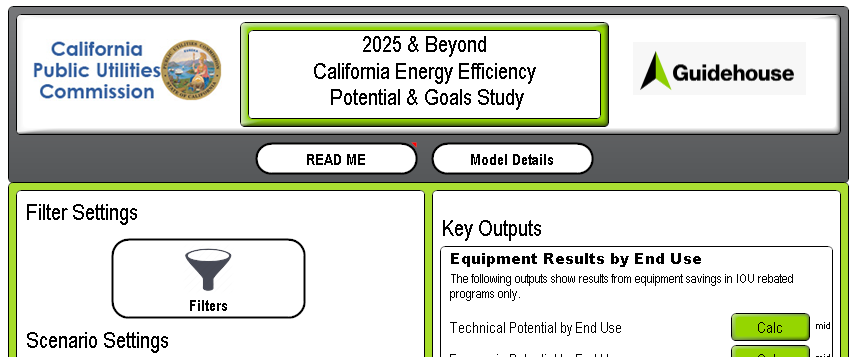 California
Public Utilities
Commission
2025 & Beyond
California Energy Efficiency
Potential & Goals Study
Guidehouse
READ ME
Model Details
Filter Settings
Filters
Scenario Settings
Key Outputs
Equipment Results by End Use
The following outputs show results from equipment savings in IOU rebated
programs only.
Technical Potential by End Use
Calc
mid